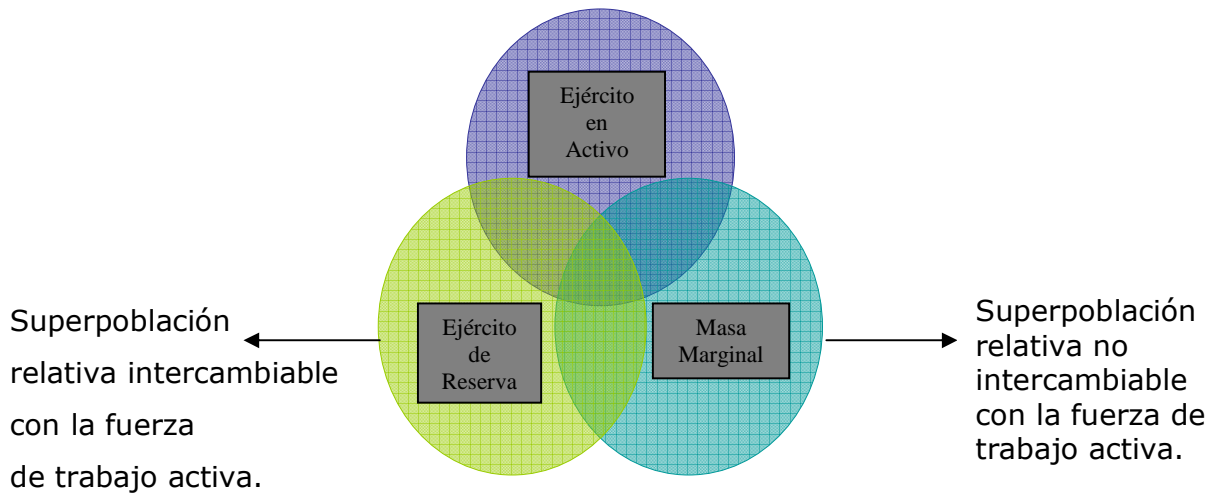 Ejército
en
Activo
Ejército
de
Reserva
Masa
Marginal
Superpoblación
relativa intercambiable
con la fuerza
de trabajo activa.
Superpoblación
relativa no
intercambiable
con la fuerza de
trabajo activa.